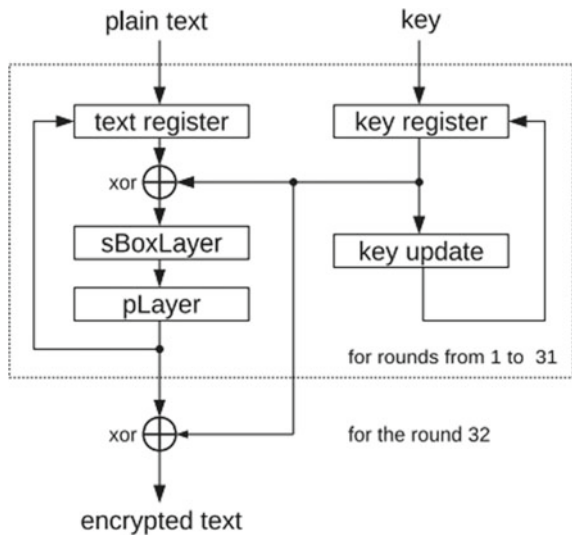 plain text
key
text register
key register
xor
sBoxLayer
key update
pLayer
for rounds from 1 to 31
xor
for the round 32
encrypted text